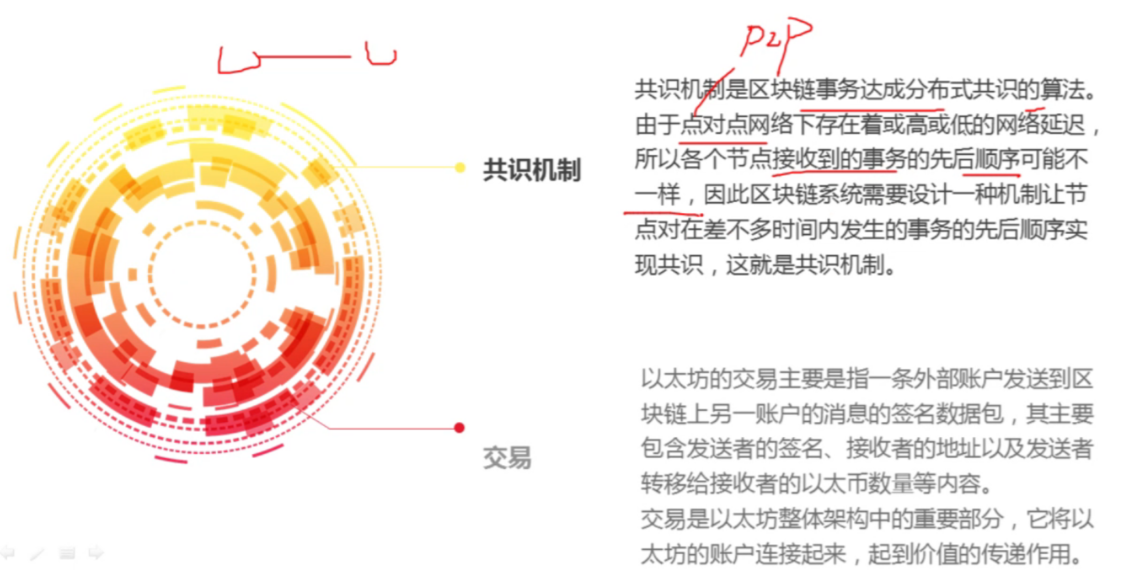 P2P
共识机制
共识机制是区块链事务达成分布式共识的算法。
由于点对点网络下存在着或高或低的网络延迟，
所以各个节点接收到的事务的先后顺序可能不
一样，因此区块链系统需要设计一种机制让节
点对在差不多时间内发生的事务的先后顺序实
现共识，这就是共识机制。
交易
以太坊的交易主要是指一条外部账户发送到区
块链上另一账户的消息的签名数据包，其主要
包含发送者的签名、接收者的地址以及发送者
转移给接收者的以太币数量等内容。
交易是以太坊整体架构中的重要部分，它将以
太坊的账户连接起来，起到价值的传递作用。